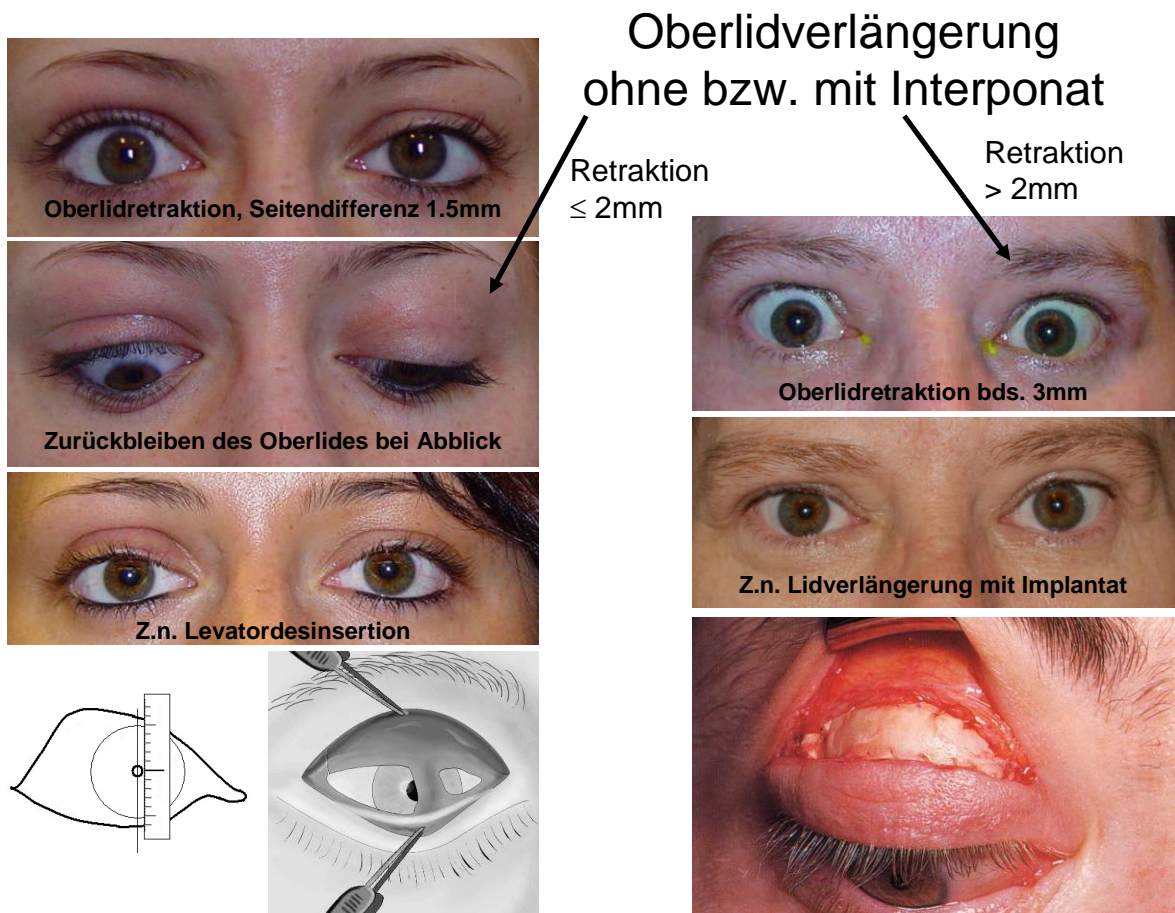 Oberlidverlängerung
ohne bzw. mit Interponat
Retraktion
≤ 2mm
Retraktion
> 2mm
Oberlidretraktion, Seitendifferenz 1.5mm
Zurückbleiben des Oberlides bei Abblick
Z.n. Levatordesinsertion
Oberlidretraktion bds. 3mm
Z.n. Lidverlängerung mit Implantat